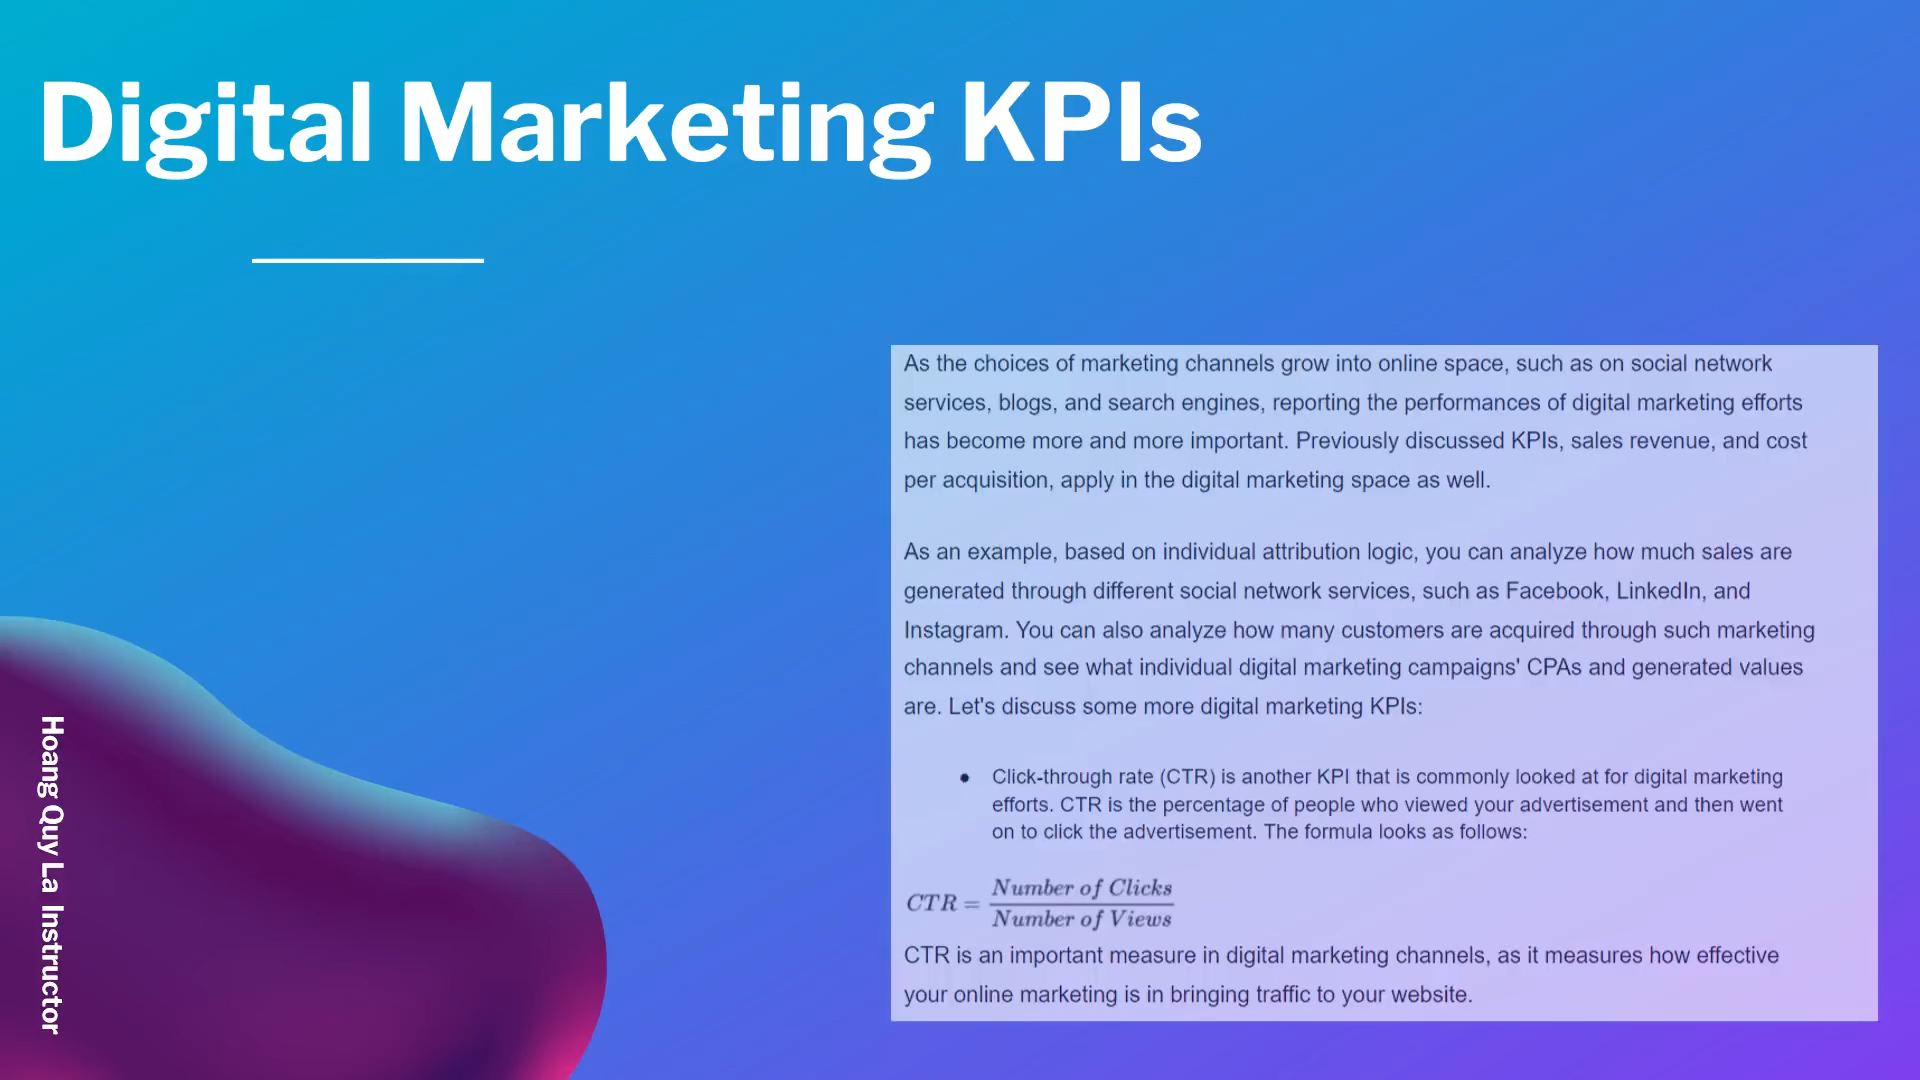 Digital Marketing KPIs
As the choices of marketing channels grow into online space, such as on social network
services, blogs, and search engines, reporting the performances of digital marketing efforts
has become more and more important. Previously discussed KPIs, sales revenue, and cost
per acquisition, apply in the digital marketing space as well.
As an example, based on individual attribution logic, you can analyze how much sales are
generated through different social network services, such as Facebook, LinkedIn, and
Instagram. You can also analyze how many customers are acquired through such marketing
channels and see what individual digital marketing campaigns' CPAs and generated values
are. Let's discuss some more digital marketing KPIs:
● Click-through rate (CTR) is another KPI that is commonly looked at for digital marketing
efforts. CTR is the percentage of people who viewed your advertisement and then went
on to click the advertisement. The formula looks as follows:
CTR = Number of Clicks / Number of Views
CTR is an important measure in digital marketing channels, as it measures how effective
your online marketing is in bringing traffic to your website.
Hoang Quy La Instructor